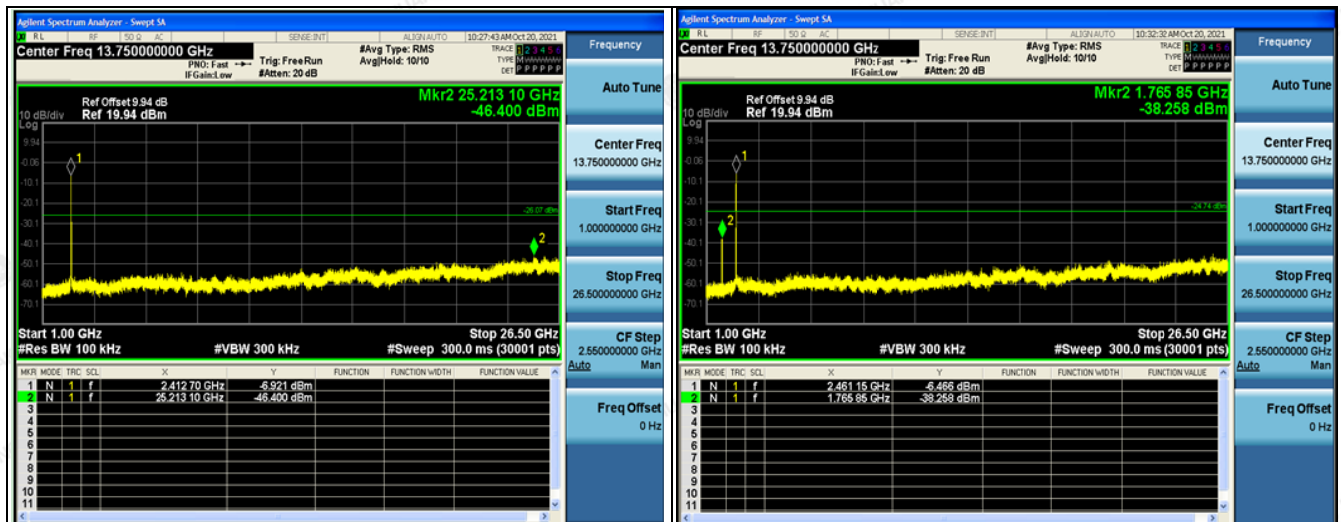 Agilent Spectrum Analyzer - Swept SA
RL RF 50 Ω AC SENSE:INT ALIGN AUTO 10:27:43 AM Oct 20, 2021
Center Freq 13.750000000 GHz
PNO: Fast
IFGain:Low
Trig: Free Run
#Atten: 20 dB
#Avg Type: RMS
Avg|Hold: 10/10
TRACE 1 2 3 4 5 6
TYPE M
DET P P P P P P
Mkr2 25.213 10 GHz
-46.400 dBm
Ref Offset 9.94 dB
10 dB/div Ref 19.94 dBm
Log
9.94
-0.06
-10.1
-20.1
-30.1
-40.1
-50.1
-60.1
-70.1
1
-26.07 dBm
2
Start 1.00 GHz Stop 26.50 GHz
#Res BW 100 kHz #VBW 300 kHz #Sweep 300.0 ms (30001 pts)
MKR MODE TRC SCL X Y FUNCTION FUNCTION WIDTH FUNCTION VALUE
1 N 1 f 2.412 70 GHz -6.921 dBm
2 N 1 f 25.213 10 GHz -46.400 dBm
3
4
5
6
7
8
9
10
11
Frequency
Auto Tune
Center Freq
13.750000000 GHz
Start Freq
1.000000000 GHz
Stop Freq
26.500000000 GHz
CF Step
2.550000000 GHz
Auto Man
Freq Offset
0 Hz
Agilent Spectrum Analyzer - Swept SA
RL RF 50 Ω AC SENSE:INT ALIGN AUTO 10:32:32 AM Oct 20, 2021
Center Freq 13.750000000 GHz
PNO: Fast
IFGain:Low
Trig: Free Run
#Atten: 20 dB
#Avg Type: RMS
Avg|Hold: 10/10
TRACE 1 2 3 4 5 6
TYPE M
DET P P P P P P
Mkr2 1.765 85 GHz
-38.258 dBm
Ref Offset 9.94 dB
10 dB/div Ref 19.94 dBm
Log
9.94
-0.06
-10.1
-20.1
-30.1
-40.1
-50.1
-60.1
-70.1
1
-24.74 dBm
2
Start 1.00 GHz Stop 26.50 GHz
#Res BW 100 kHz #VBW 300 kHz #Sweep 300.0 ms (30001 pts)
MKR MODE TRC SCL X Y FUNCTION FUNCTION WIDTH FUNCTION VALUE
1 N 1 f 2.461 15 GHz -6.466 dBm
2 N 1 f 1.765 85 GHz -38.258 dBm
3
4
5
6
7
8
9
10
11
Frequency
Auto Tune
Center Freq
13.750000000 GHz
Start Freq
1.000000000 GHz
Stop Freq
26.500000000 GHz
CF Step
2.550000000 GHz
Auto Man
Freq Offset
0 Hz